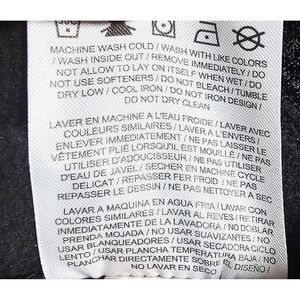 MACHINE WASH COLD / WASH WITH LIKE COLORS
/ WASH INSIDE OUT / REMOVE IMMEDIATELY / DO
NOT ALLOW TO LAY ON ITSELF WHEN WET / DO
NOT USE SOFTENERS / DO NOT BLEACH / TUMBLE
DRY LOW / COOL IRON / DO NOT IRON DESIGN /
DO NOT DRY CLEAN
LAVER EN MACHINE A L'EAU FROIDE / LAVER AVEC
COULEURS SIMILAIRES / LAVER A L'ENVERS /
ENLEVER IMMEDIATEMENT / NE PAS LAISSER LE
VÊTEMENT PLIÉ LORSQU'IL EST MOUILLÉ / NE PAS
UTILISER D'ADOUCISSEUR / NE PAS UTILISER
D'EAU DE JAVEL / SÉCHER EN MACHINE CYCLE
DELICAT / REPASSER FER FROID / NE PAS
REPASSER LE DESSIN / NE PAS NETTOYER A SEC
LAVAR A MAQUINA EN AGUA FRIA / LAVAR CON
COLORES SIMILARES / LAVAR AL REVES / RETIRAR
INMEDIATAMENTE DE LA LAVADORA / NO DOBLAR
PRENDA MOJADA / NO USAR SUAVIZANTES / NO
USAR BLANQUEADORES / SECAR USANDO CICLO
LENTO / USAR PLANCHA TEMPERATURA BAJA / NO
PLANCHAR DIRECTAMENTE SOBRE EL DISEÑO /
NO LAVAR EN SECO